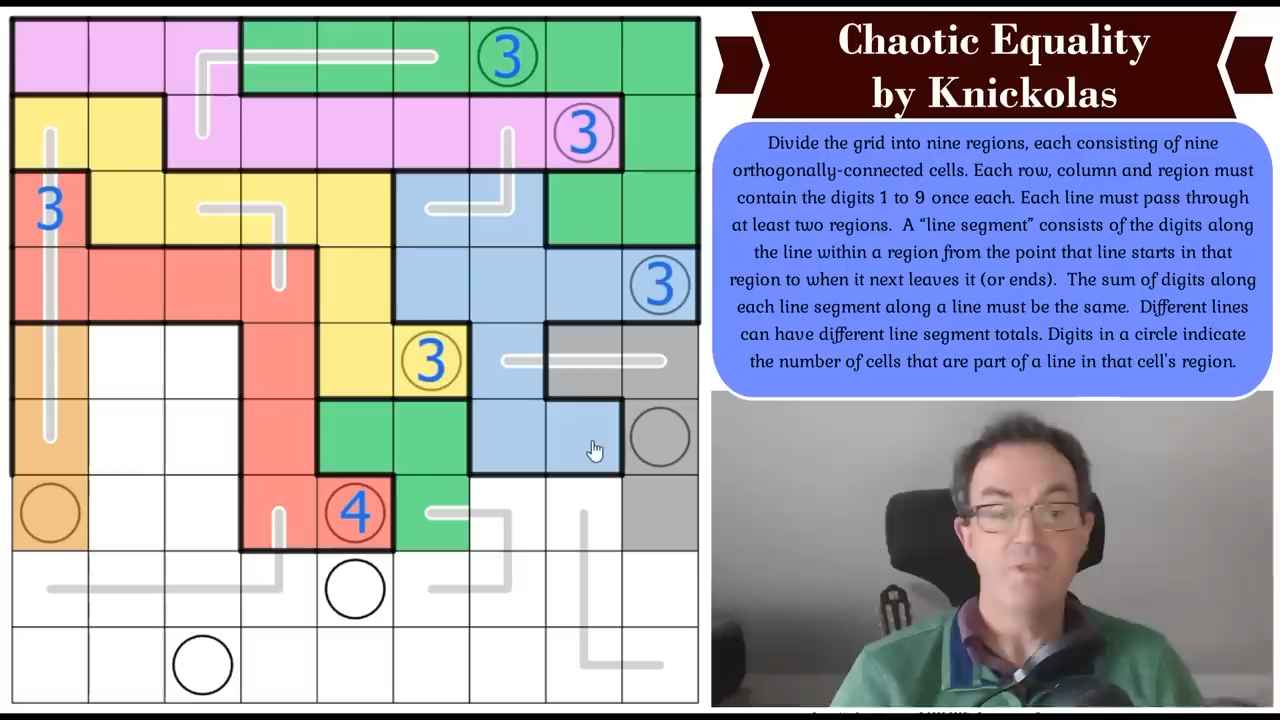 Chaotic Equality
by Knickolas
Divide the grid into nine regions, each consisting of nine
orthogonally-connected cells. Each row, column and region must
contain the digits 1 to 9 once each. Each line must pass through
at least two regions. A “line segment” consists of the digits along
the line within a region from the point that line starts in that
region to when it next leaves it (or ends). The sum of digits along
each line segment along a line must be the same. Different lines
can have different line segment totals. Digits in a circle indicate
the number of cells that are part of a line in that cell's region.
3
3
3
3
3
4